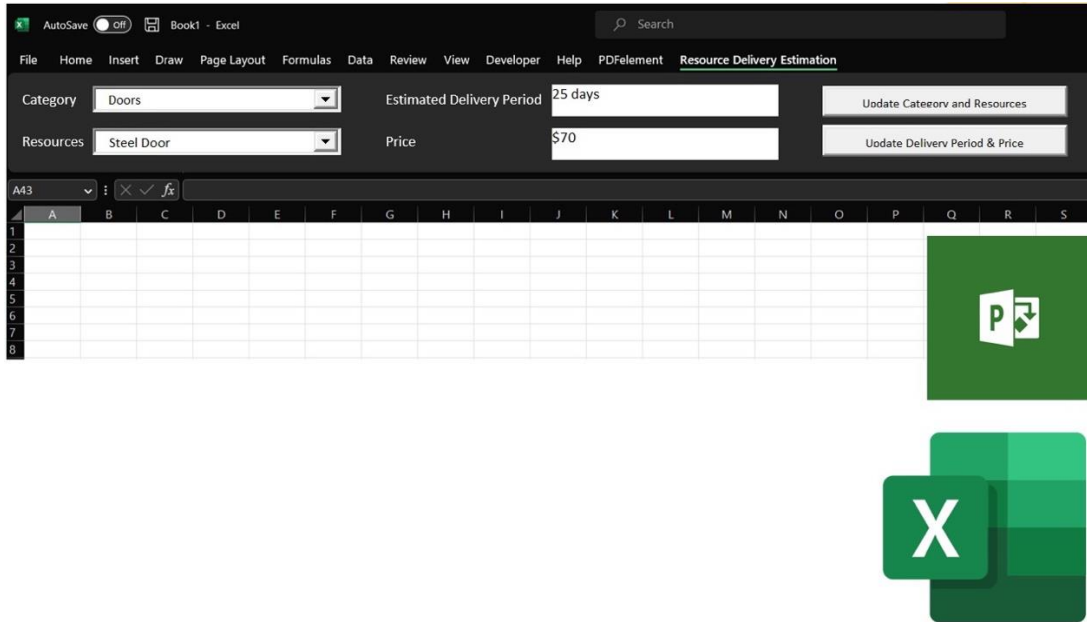 AutoSave Off Book1 - Excel Search
File Home Insert Draw Page Layout Formulas Data Review View Developer Help PDFelement Resource Delivery Estimation
Category Doors Estimated Delivery Period 25 days Update Category and Resources
Resources Steel Door Price $70 Update Delivery Period & Price
A43 fx
A B C D E F G H I J K L M N O P Q R S
1
2
3
4
5
6
7
8
P
X